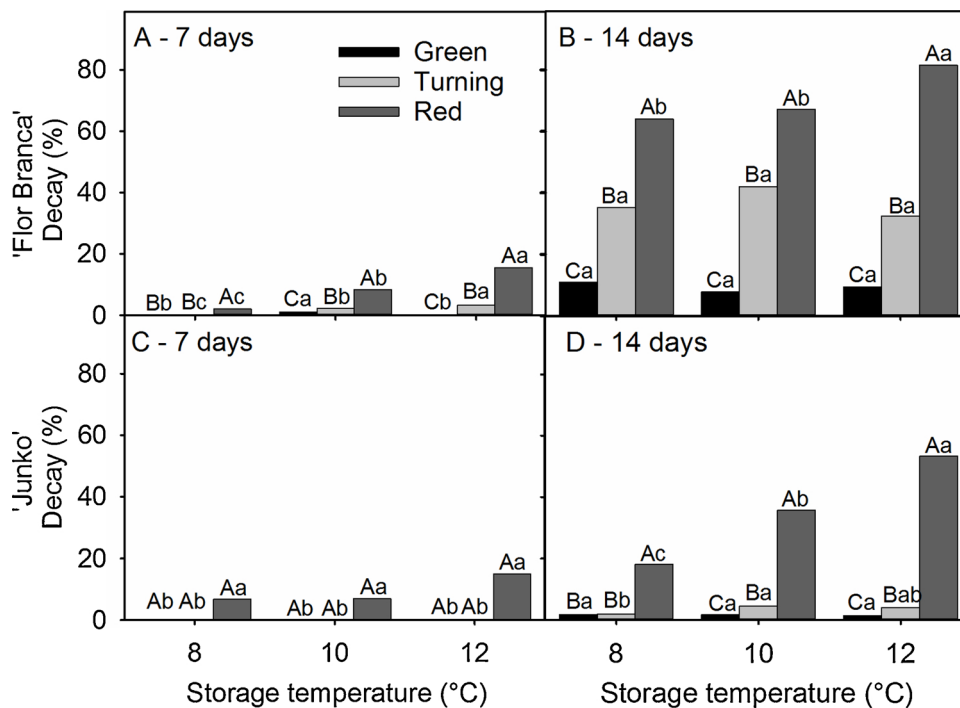 A - 7 days
Green
Turning
Red
B - 14 days
'Flor Branca'
Decay (%)
80
60
40
20
0
Bb Bc Ac Ca Bb Ab Cb Ba Aa
Ca Ba Ab Ca Ba Ab Ca Ba Aa
C - 7 days
D - 14 days
'Junko'
Decay (%)
80
60
40
20
0
Ab Ab Aa Ab Ab Aa Ab Ab Aa
Ba Bb Ac Ca Ba Ab Ca Bab Aa
8 10 12
8 10 12
Storage temperature (°C)
Storage temperature (°C)